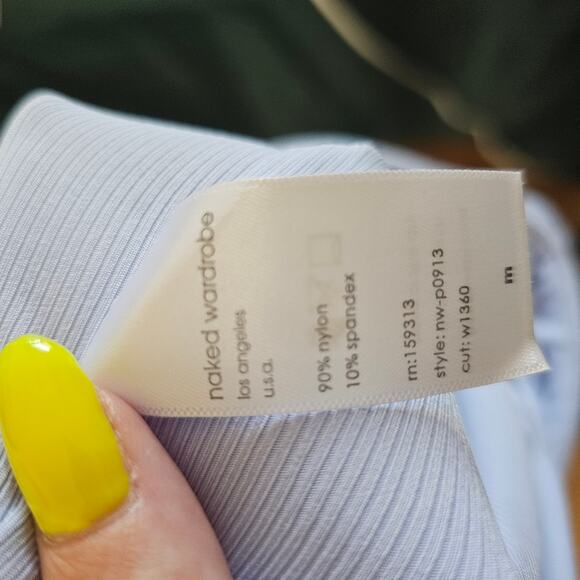 naked wardrobe
los angeles
u.s.a.
90% nylon
10% spandex
rn:159313
style: nw-p0913
cut: w1360
m